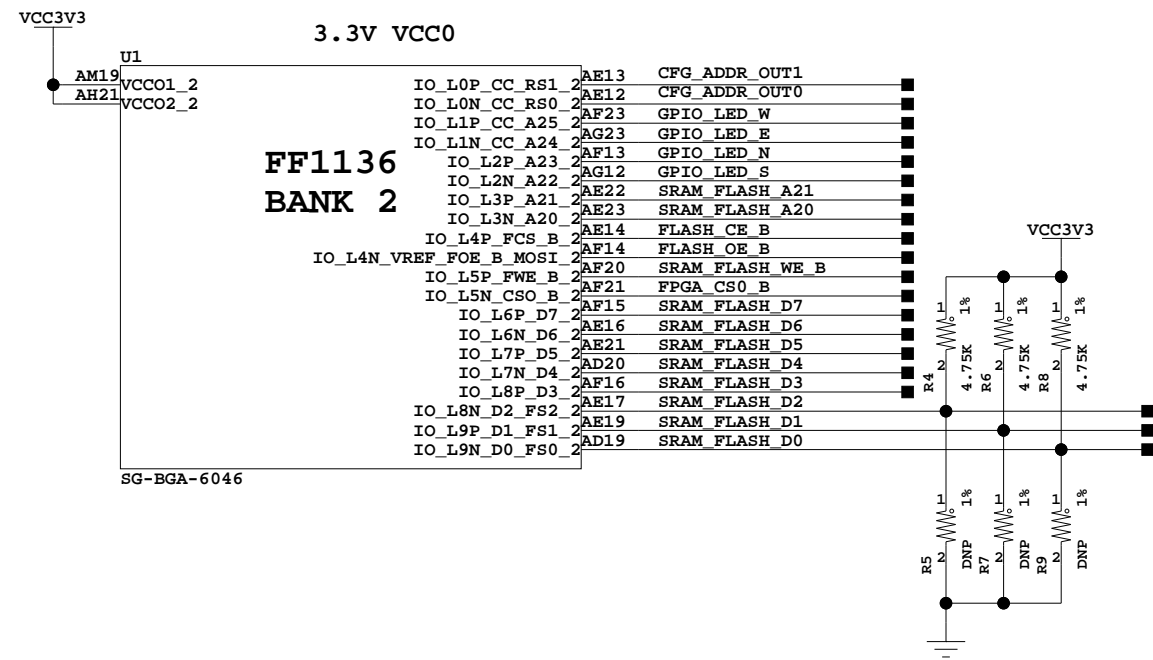 VCC3V3
3.3V VCC0
U1
AM19
AH21
VCCO1_2
VCCO2_2
FF1136
BANK 2
IO_L0P_CC_RS1_2 AE13 CFG_ADDR_OUT1
IO_L0N_CC_RS0_2 AE12 CFG_ADDR_OUT0
IO_L1P_CC_A25_2 AF23 GPIO_LED_W
IO_L1N_CC_A24_2 AG23 GPIO_LED_E
IO_L2P_A23_2 AF13 GPIO_LED_N
IO_L2N_A22_2 AG12 GPIO_LED_S
IO_L3P_A21_2 AE22 SRAM_FLASH_A21
IO_L3N_A20_2 AE23 SRAM_FLASH_A20
IO_L4P_FCS_B_2 AE14 FLASH_CE_B
IO_L4N_VREF_FOE_B_MOSI_2 AF14 FLASH_OE_B
IO_L5P_FWE_B_2 AF20 SRAM_FLASH_WE_B
IO_L5N_CSO_B_2 AF21 FPGA_CS0_B
IO_L6P_D7_2 AF15 SRAM_FLASH_D7
IO_L6N_D6_2 AE16 SRAM_FLASH_D6
IO_L7P_D5_2 AE21 SRAM_FLASH_D5
IO_L7N_D4_2 AD20 SRAM_FLASH_D4
IO_L8P_D3_2 AF16 SRAM_FLASH_D3
IO_L8N_D2_FS2_2 AE17 SRAM_FLASH_D2
IO_L9P_D1_FS1_2 AE19 SRAM_FLASH_D1
IO_L9N_D0_FS0_2 AD19 SRAM_FLASH_D0
SG-BGA-6046
VCC3V3
1 1% 1 1% 1 1%
R4 2 4.75K R6 2 4.75K R8 2 4.75K
1 1% 1 1% 1 1%
R5 2 DNP R7 2 DNP R9 2 DNP